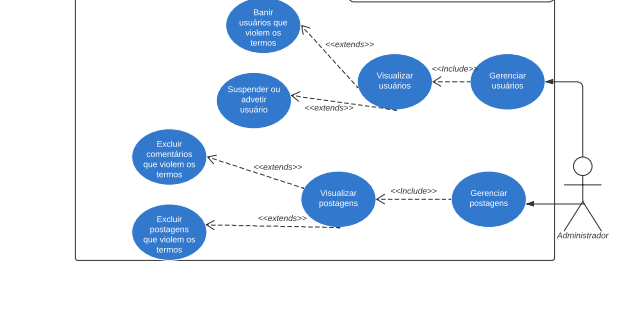 Banir
usuários que
violem os
termos
<<extends>>
<<Include>>
Visualizar
usuários
Gerenciar
usuários
Suspender ou
advetir
usuário
<<extends>>
Excluir
comentários
que violem os
termos
<<extends>>
Visualizar
postagens
<<Include>>
Gerenciar
postagens
Excluir
postagens
que violem os
termos
<<extends>>
Administrador